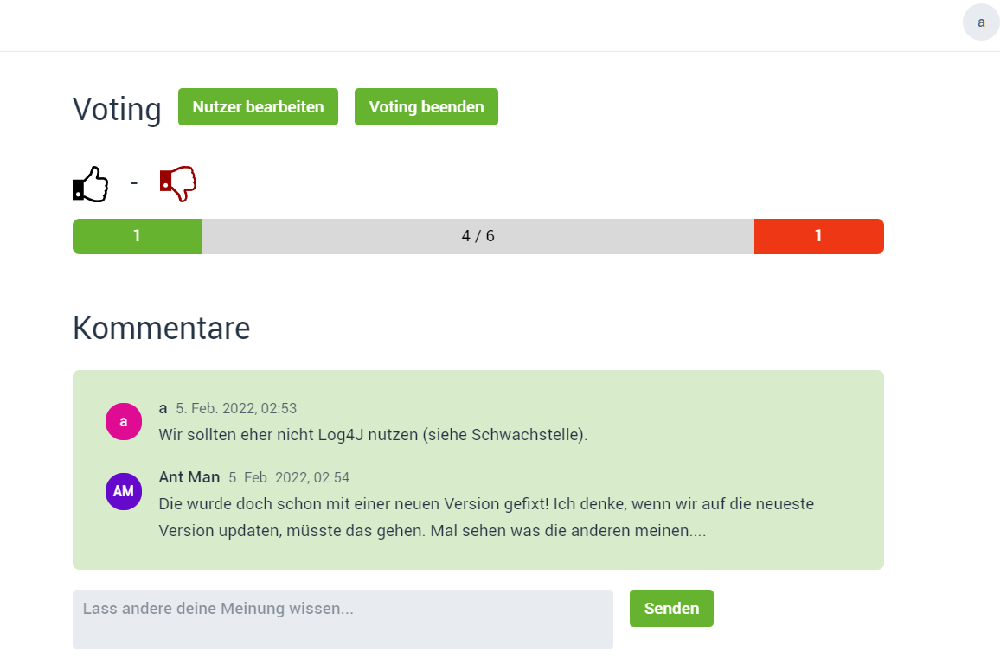 a
Voting
Nutzer bearbeiten
Voting beenden
-
1
4 / 6
1
Kommentare
a
a 5. Feb. 2022, 02:53
Wir sollten eher nicht Log4J nutzen (siehe Schwachstelle).
AM
Ant Man 5. Feb. 2022, 02:54
Die wurde doch schon mit einer neuen Version gefixt! Ich denke, wenn wir auf die neueste
Version updaten, müsste das gehen. Mal sehen was die anderen meinen....
Lass andere deine Meinung wissen...
Senden